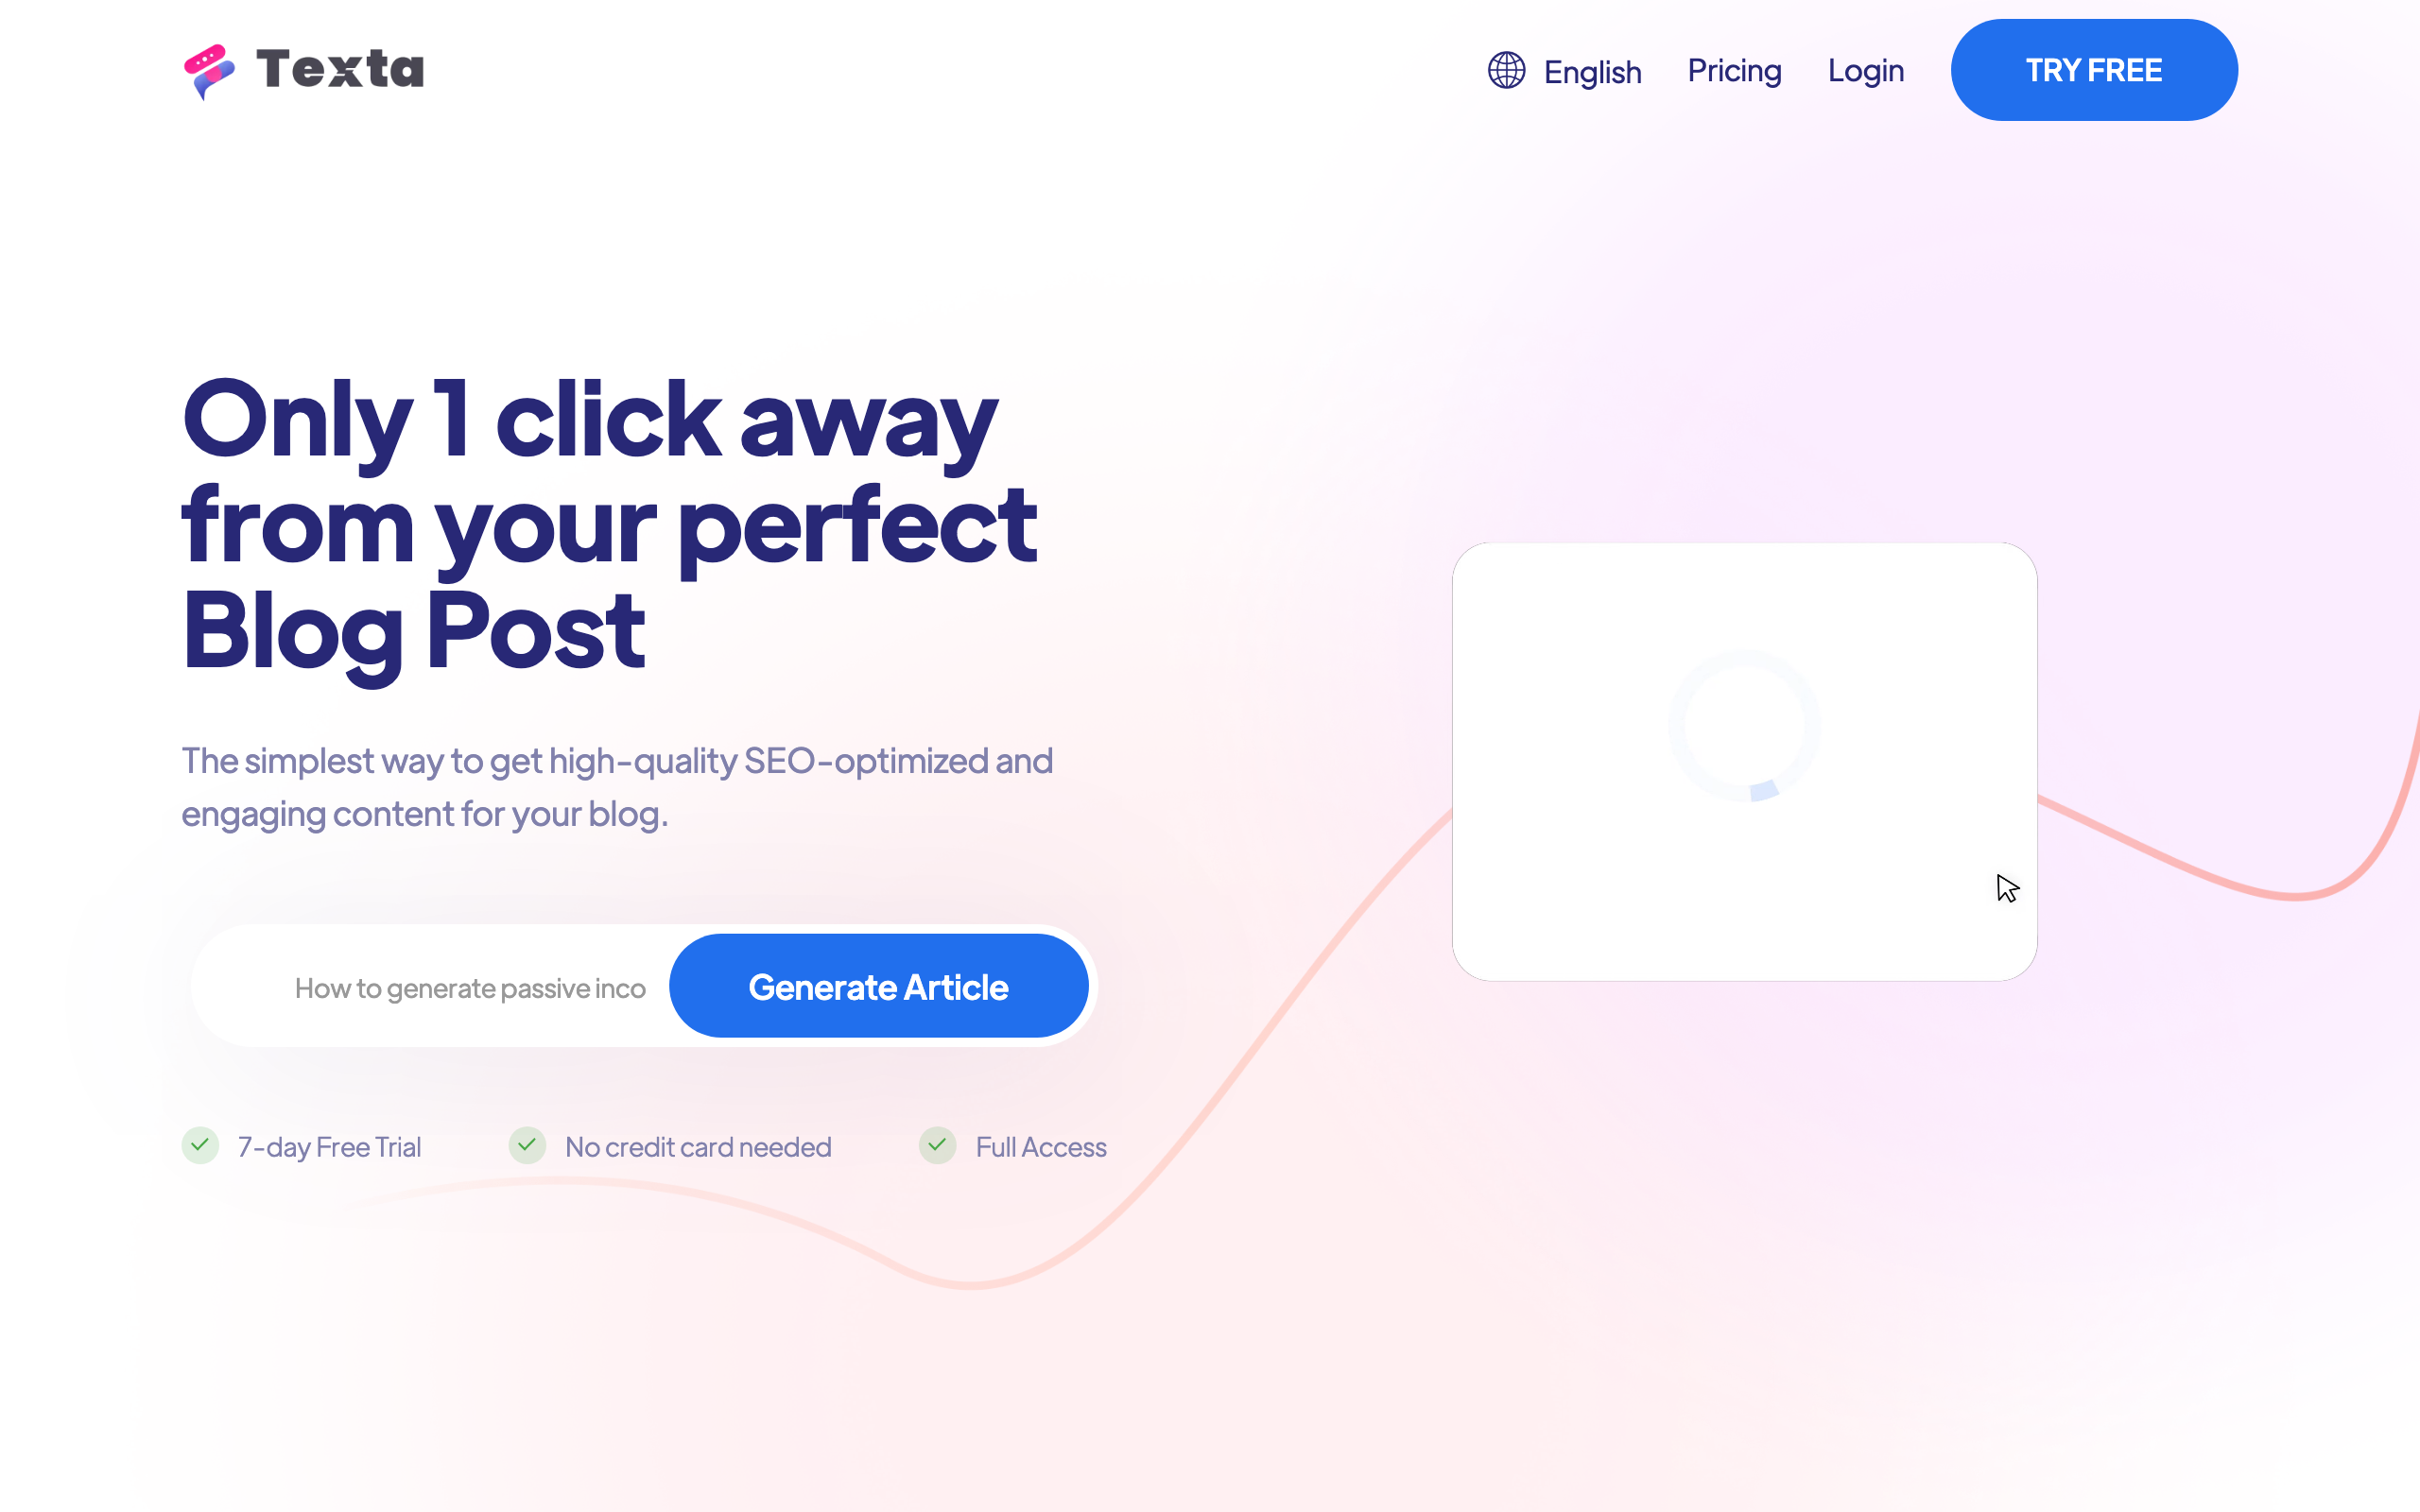 Texta
English
Pricing
Login
TRY FREE
Only 1 click away
from your perfect
Blog Post
The simplest way to get high-quality SEO-optimized and
engaging content for your blog.
How to generate passive inco
Generate Article
7-day Free Trial
No credit card needed
Full Access